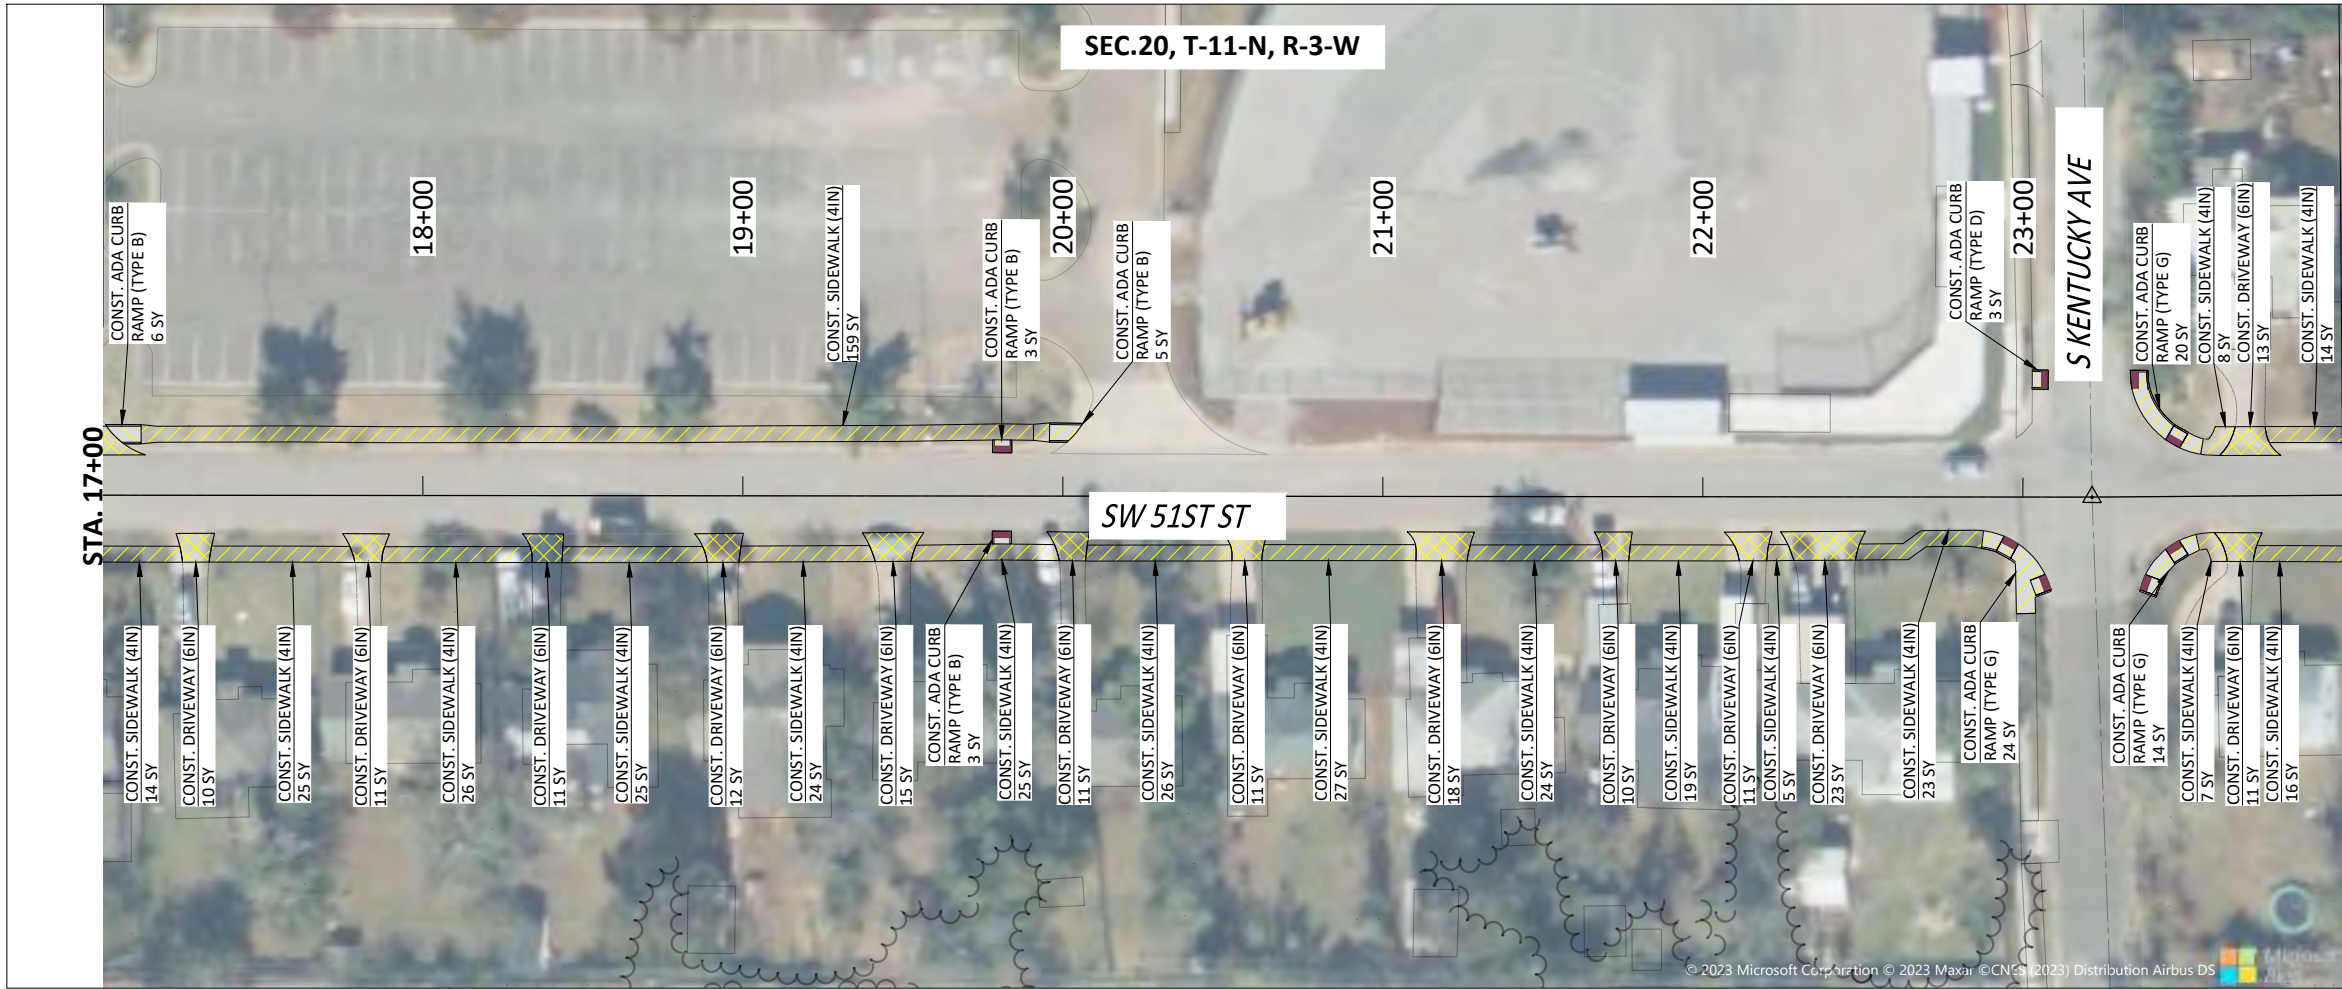 SEC.20, T-11-N, R-3-W
CONST. ADA CURB
RAMP (TYPE B)
6 SY
18+00
19+00
CONST. SIDEWALK (4IN)
159 SY
CONST. ADA CURB
RAMP (TYPE B)
3 SY
20+00
CONST. ADA CURB
RAMP (TYPE B)
5 SY
21+00
22+00
CONST. ADA CURB
RAMP (TYPE D)
3 SY
23+00
S KENTUCKY AVE
CONST. ADA CURB
RAMP (TYPE G)
20 SY
CONST. SIDEWALK (4IN)
8 SY
CONST. DRIVEWAY (6IN)
13 SY
CONST. SIDEWALK (4IN)
14 SY
STA. 17+00
SW 51ST ST
CONST. SIDEWALK (4IN)
14 SY
CONST. DRIVEWAY (6IN)
10 SY
CONST. SIDEWALK (4IN)
25 SY
CONST. DRIVEWAY (6IN)
11 SY
CONST. SIDEWALK (4IN)
26 SY
CONST. DRIVEWAY (6IN)
11 SY
CONST. SIDEWALK (4IN)
25 SY
CONST. DRIVEWAY (6IN)
12 SY
CONST. SIDEWALK (4IN)
24 SY
CONST. DRIVEWAY (6IN)
15 SY
CONST. ADA CURB
RAMP (TYPE B)
3 SY
CONST. SIDEWALK (4IN)
25 SY
CONST. DRIVEWAY (6IN)
11 SY
CONST. SIDEWALK (4IN)
26 SY
CONST. DRIVEWAY (6IN)
11 SY
CONST. SIDEWALK (4IN)
27 SY
CONST. DRIVEWAY (6IN)
18 SY
CONST. SIDEWALK (4IN)
24 SY
CONST. DRIVEWAY (6IN)
10 SY
CONST. SIDEWALK (4IN)
19 SY
CONST. DRIVEWAY (6IN)
11 SY
CONST. SIDEWALK (4IN)
5 SY
CONST. DRIVEWAY (6IN)
23 SY
CONST. SIDEWALK (4IN)
23 SY
CONST. ADA CURB
RAMP (TYPE G)
24 SY
CONST. ADA CURB
RAMP (TYPE G)
14 SY
CONST. SIDEWALK (4IN)
7 SY
CONST. DRIVEWAY (6IN)
11 SY
CONST. SIDEWALK (4IN)
16 SY
© 2023 Microsoft Corporation © 2023 Maxar ©CNES (2023) Distribution Airbus DS